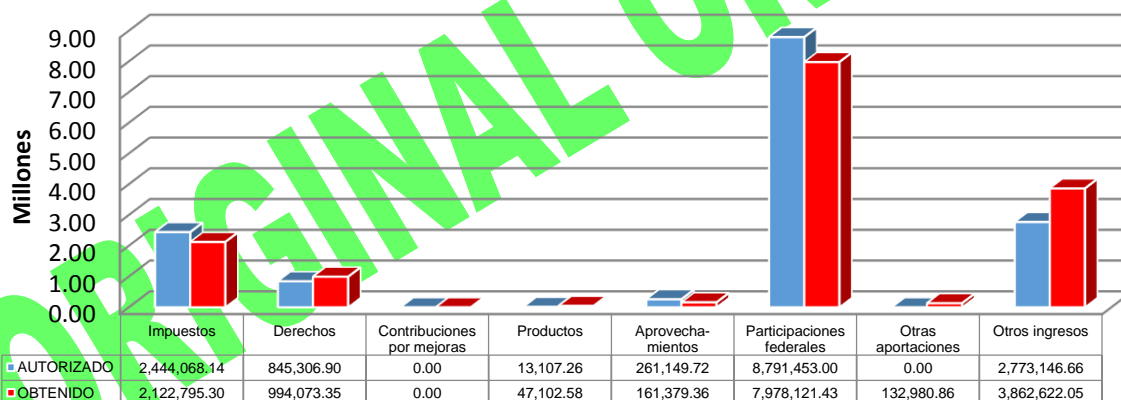 9.00
8.00
7.00
6.00
5.00
4.00
3.00
2.00
1.00
0.00
Millones
Impuestos Derechos Contribuciones por mejoras Productos Aprovecha-mientos Participaciones federales Otras aportaciones Otros ingresos
AUTORIZADO 2,444,068.14 845,306.90 0.00 13,107.26 261,149.72 8,791,453.00 0.00 2,773,146.66
OBTENIDO 2,122,795.30 994,073.35 0.00 47,102.58 161,379.36 7,978,121.43 132,980.86 3,862,622.05
ORIGINAL